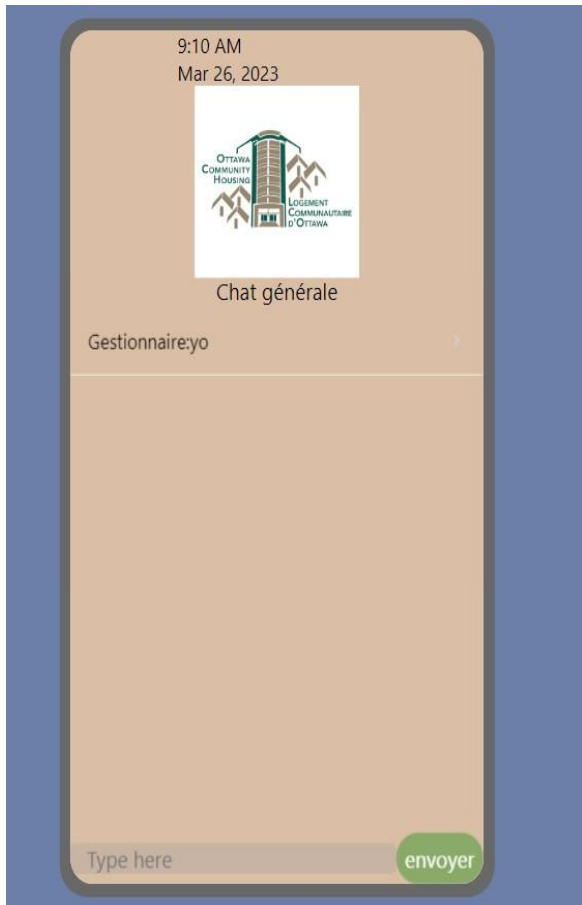 9:10 AM
Mar 26, 2023
OTTAWA
COMMUNITY
HOUSING
LOGEMENT
COMMUNAUTAIRE
D'OTTAWA
Chat générale
Gestionnaire:yo
Type here
envoyer